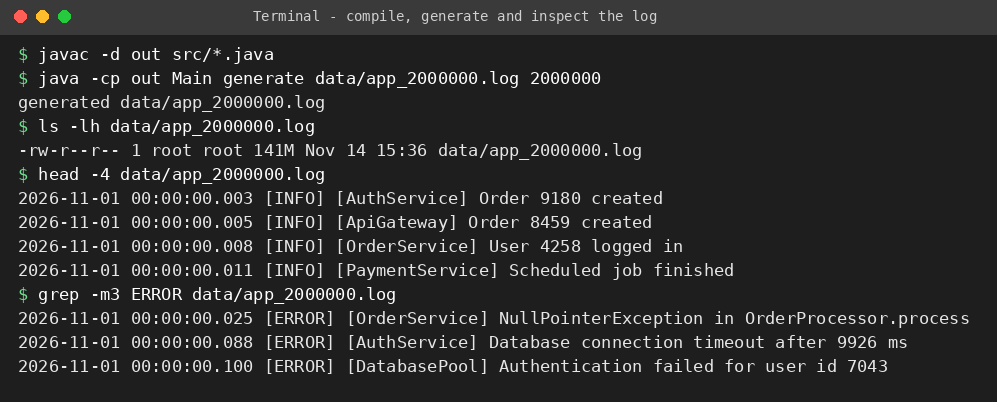 Terminal - compile, generate and inspect the log
$ javac -d out src/*.java
$ java -cp out Main generate data/app_2000000.log 2000000
generated data/app_2000000.log
$ ls -lh data/app_2000000.log
-rw-r--r-- 1 root root 141M Nov 14 15:36 data/app_2000000.log
$ head -4 data/app_2000000.log
2026-11-01 00:00:00.003 [INFO] [AuthService] Order 9180 created
2026-11-01 00:00:00.005 [INFO] [ApiGateway] Order 8459 created
2026-11-01 00:00:00.008 [INFO] [OrderService] User 4258 logged in
2026-11-01 00:00:00.011 [INFO] [PaymentService] Scheduled job finished
$ grep -m3 ERROR data/app_2000000.log
2026-11-01 00:00:00.025 [ERROR] [OrderService] NullPointerException in OrderProcessor.process
2026-11-01 00:00:00.088 [ERROR] [AuthService] Database connection timeout after 9926 ms
2026-11-01 00:00:00.100 [ERROR] [DatabasePool] Authentication failed for user id 7043